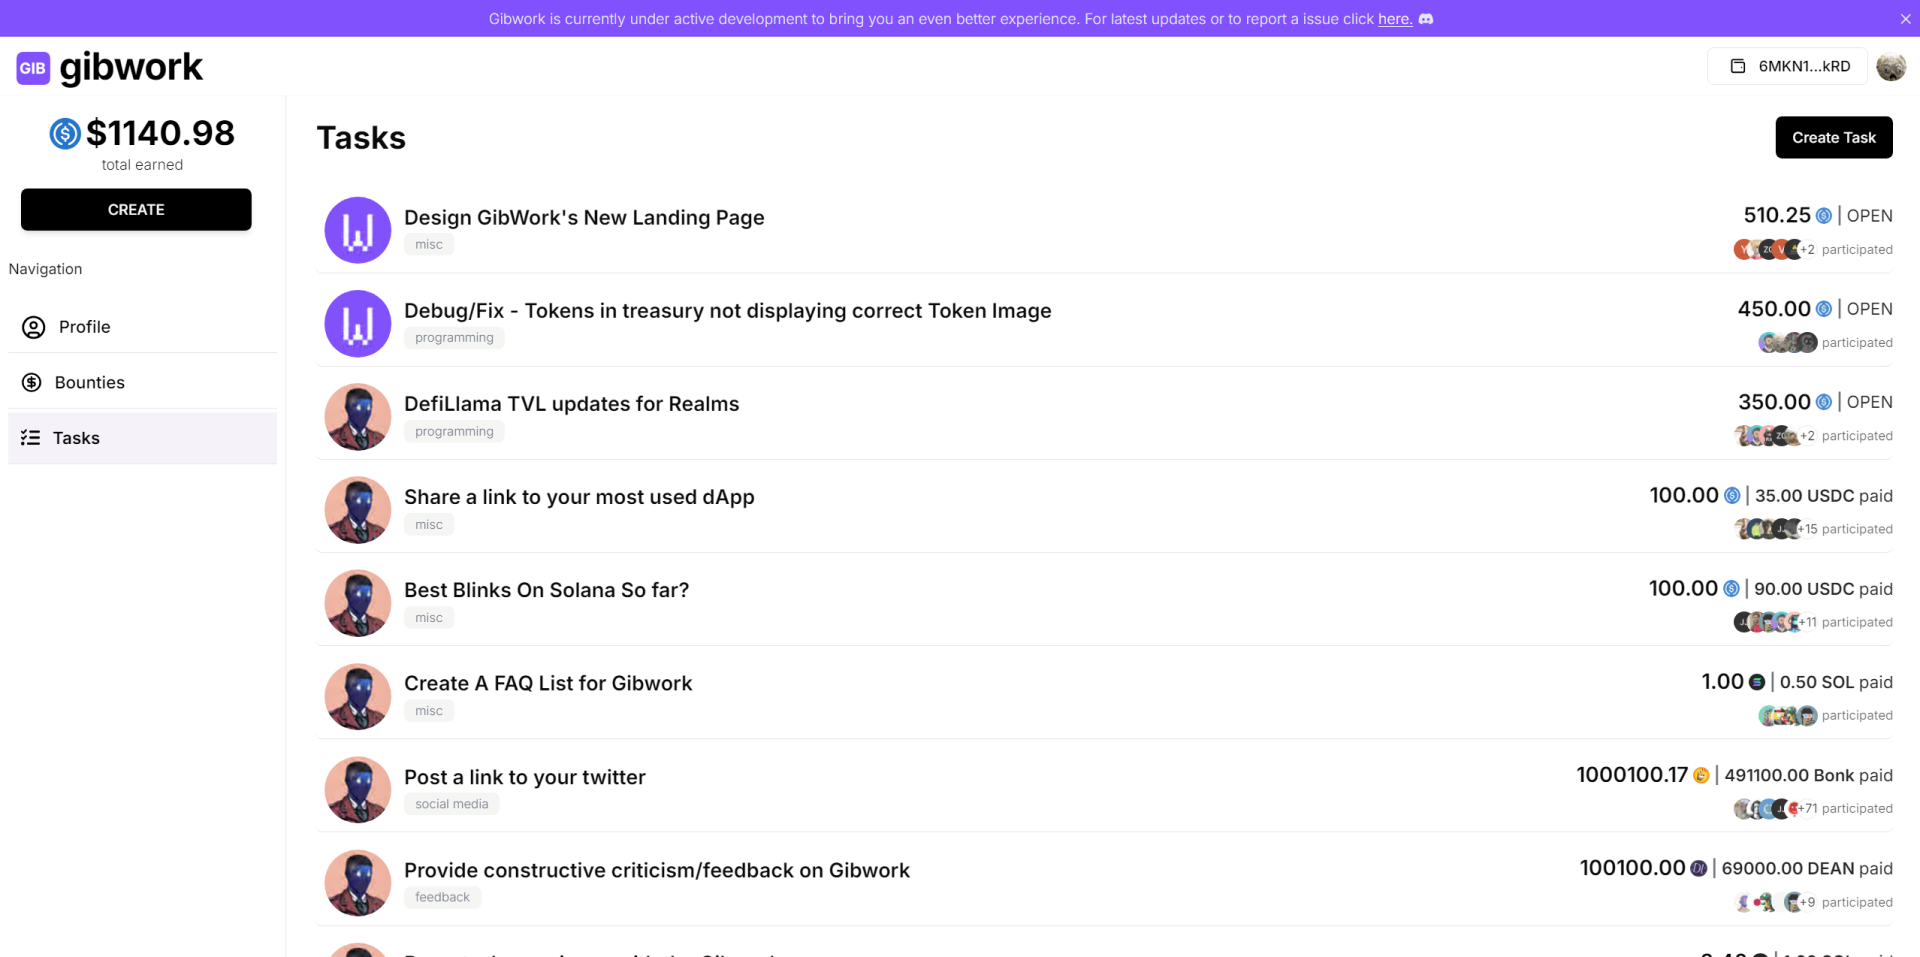 Gibwork is currently under active development to bring you an even better experience. For latest updates or to report a issue click here.
GIB gibwork
6MKN1...kRD
$1140.98
total earned
CREATE
Navigation
Profile
Bounties
Tasks
Tasks
Create Task
Design GibWork's New Landing Page
misc
510.25 | OPEN
+2 participated
Debug/Fix - Tokens in treasury not displaying correct Token Image
programming
450.00 | OPEN
participated
DefiLlama TVL updates for Realms
programming
350.00 | OPEN
+2 participated
Share a link to your most used dApp
misc
100.00 | 35.00 USDC paid
+15 participated
Best Blinks On Solana So far?
misc
100.00 | 90.00 USDC paid
+11 participated
Create A FAQ List for Gibwork
misc
1.00 | 0.50 SOL paid
participated
Post a link to your twitter
social media
1000100.17 | 491100.00 Bonk paid
+71 participated
Provide constructive criticism/feedback on Gibwork
feedback
100100.00 | 69000.00 DEAN paid
+9 participated